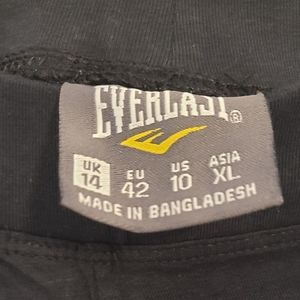 EVERLAST®
UK EU US ASIA
14 42 10 XL
MADE IN BANGLADESH